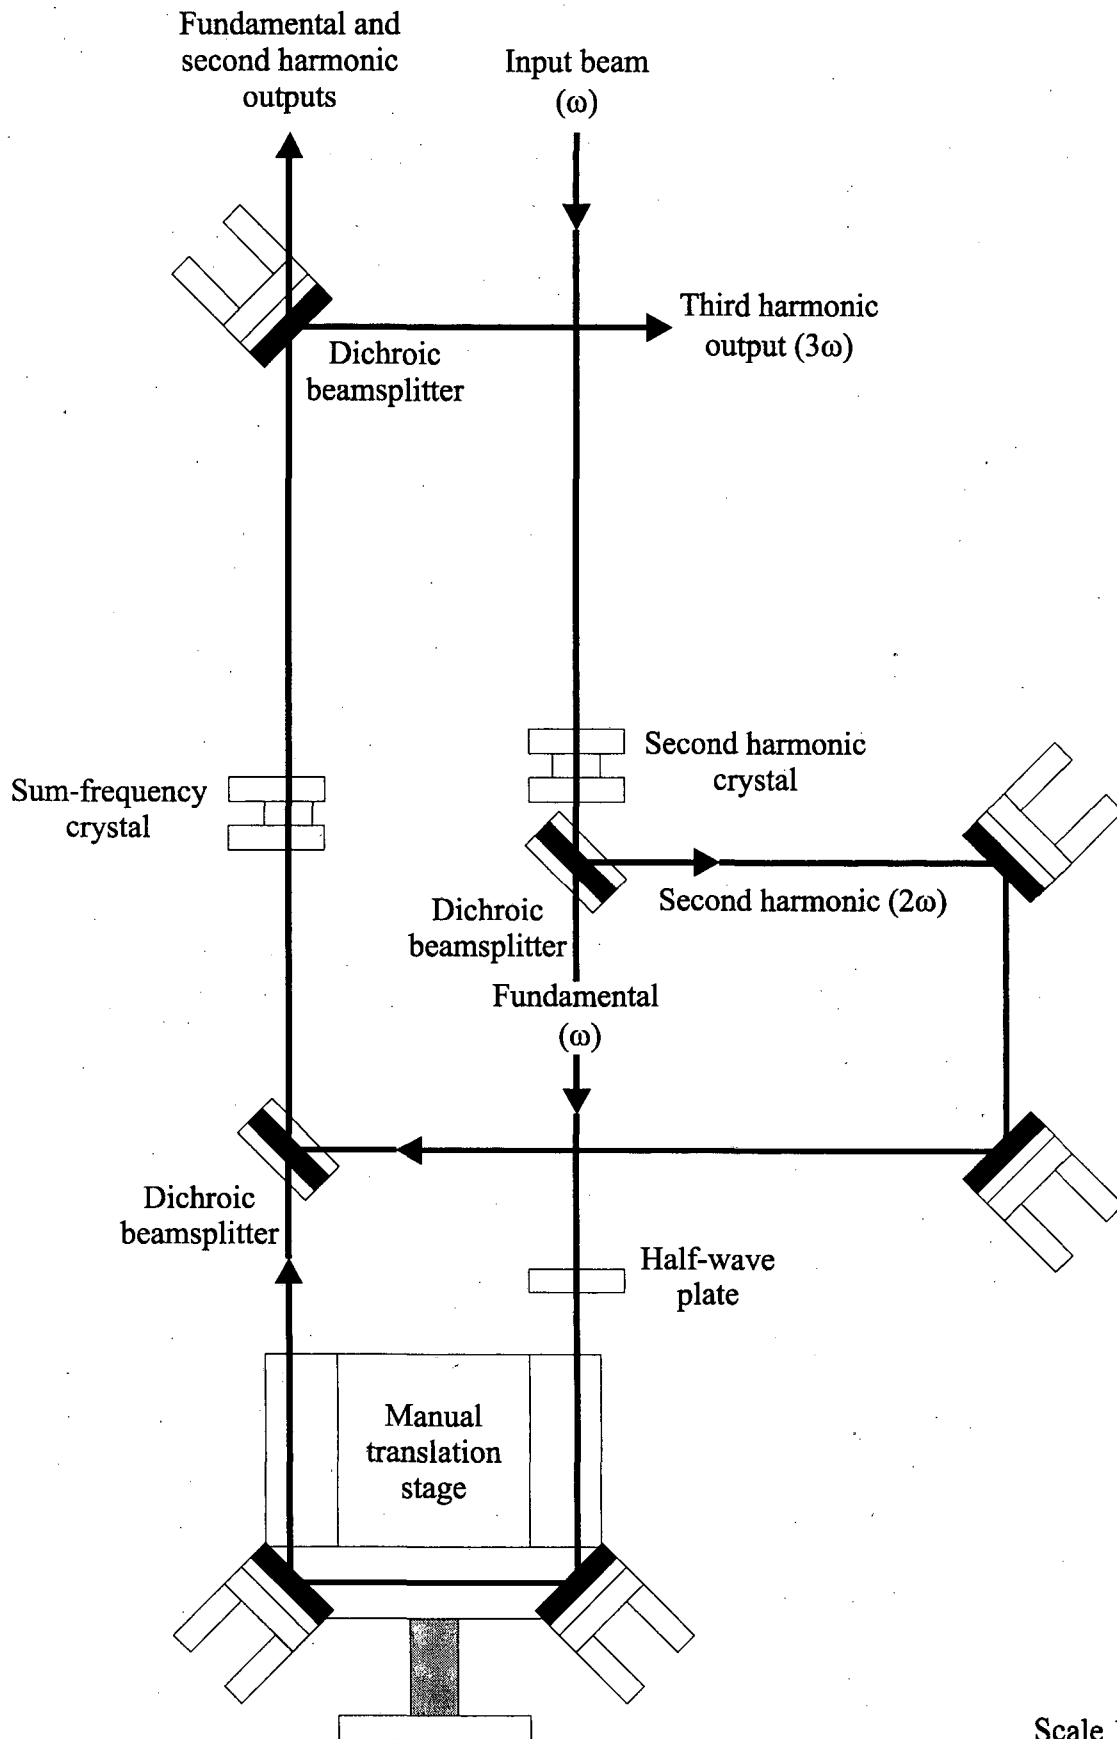 Fundamental and
second harmonic
outputs
Input beam
(ω)
Third harmonic
output (3ω)
Dichroic
beamsplitter
Second harmonic
crystal
Sum-frequency
crystal
Second harmonic (2ω)
Dichroic
beamsplitter
Fundamental
(ω)
Dichroic
beamsplitter
Half-wave
plate
Manual
translation
stage
Scale